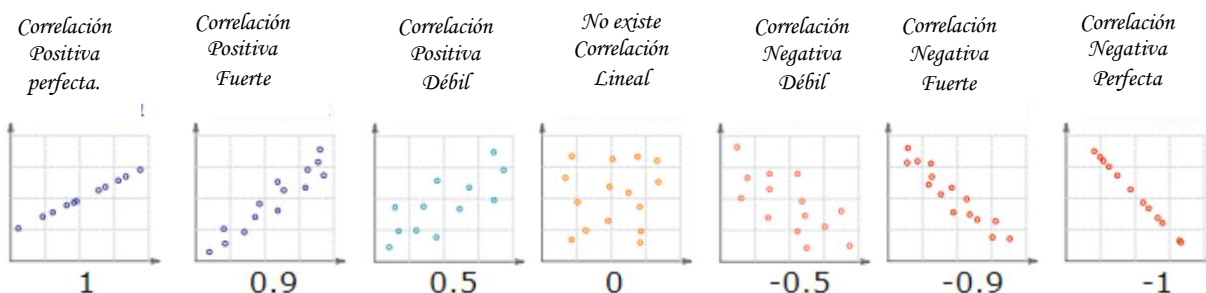 Correlación
Positiva
perfecta.
Correlación
Positiva
Fuerte
Correlación
Positiva
Débil
No existe
Correlación
Lineal
Correlación
Negativa
Débil
Correlación
Negativa
Fuerte
Correlación
Negativa
Perfecta
1
0.9
0.5
0
-0.5
-0.9
-1